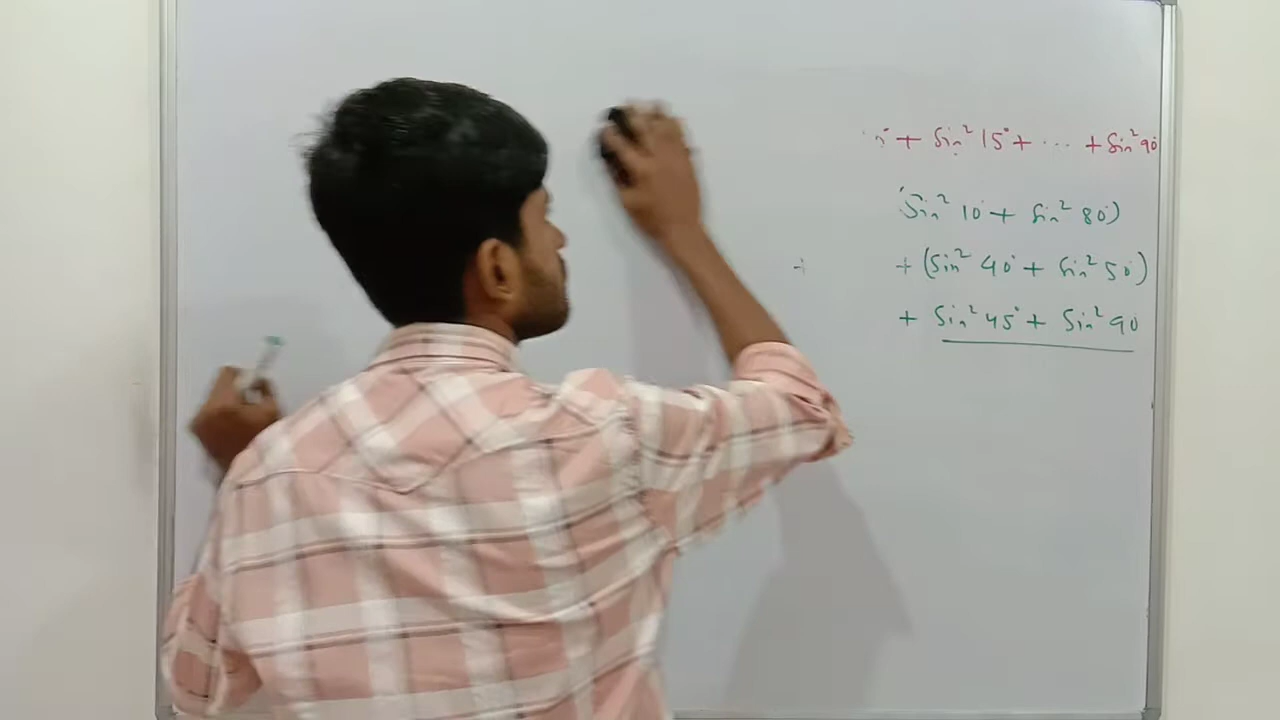 + Sin² 15° + ... + Sin² 90
Sin² 10 + Sin² 80)
+ + (Sin² 40 + Sin² 50)
+ Sin² 45° + Sin² 90